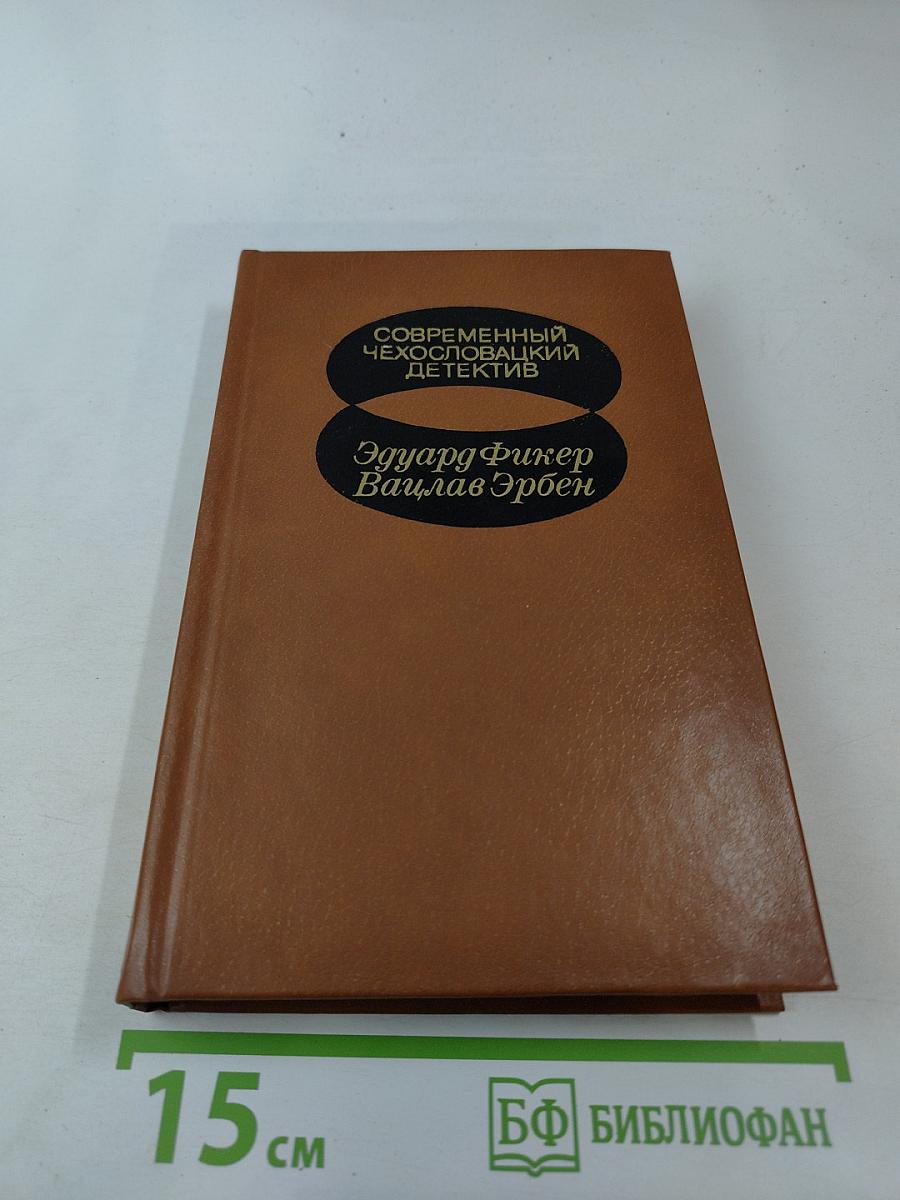 СОВРЕМЕННЫЙ
ЧЕХОСЛОВАЦКИЙ
ДЕТЕКТИВ
Эдуард Фикер
Вацлав Эрбен
15 см
БФ БИБЛИОФАН